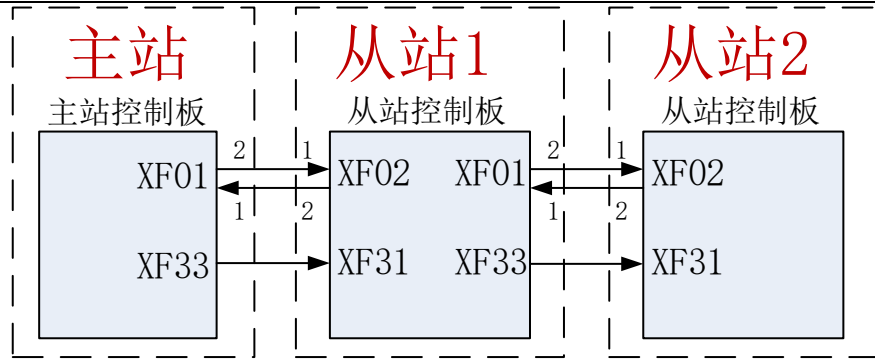 主站 从站1 从站2
主站控制板 从站控制板 从站控制板
2 1 2 1
XF01 XF02 XF01 XF02
1 2 1 2
XF33 XF31 XF33 XF31